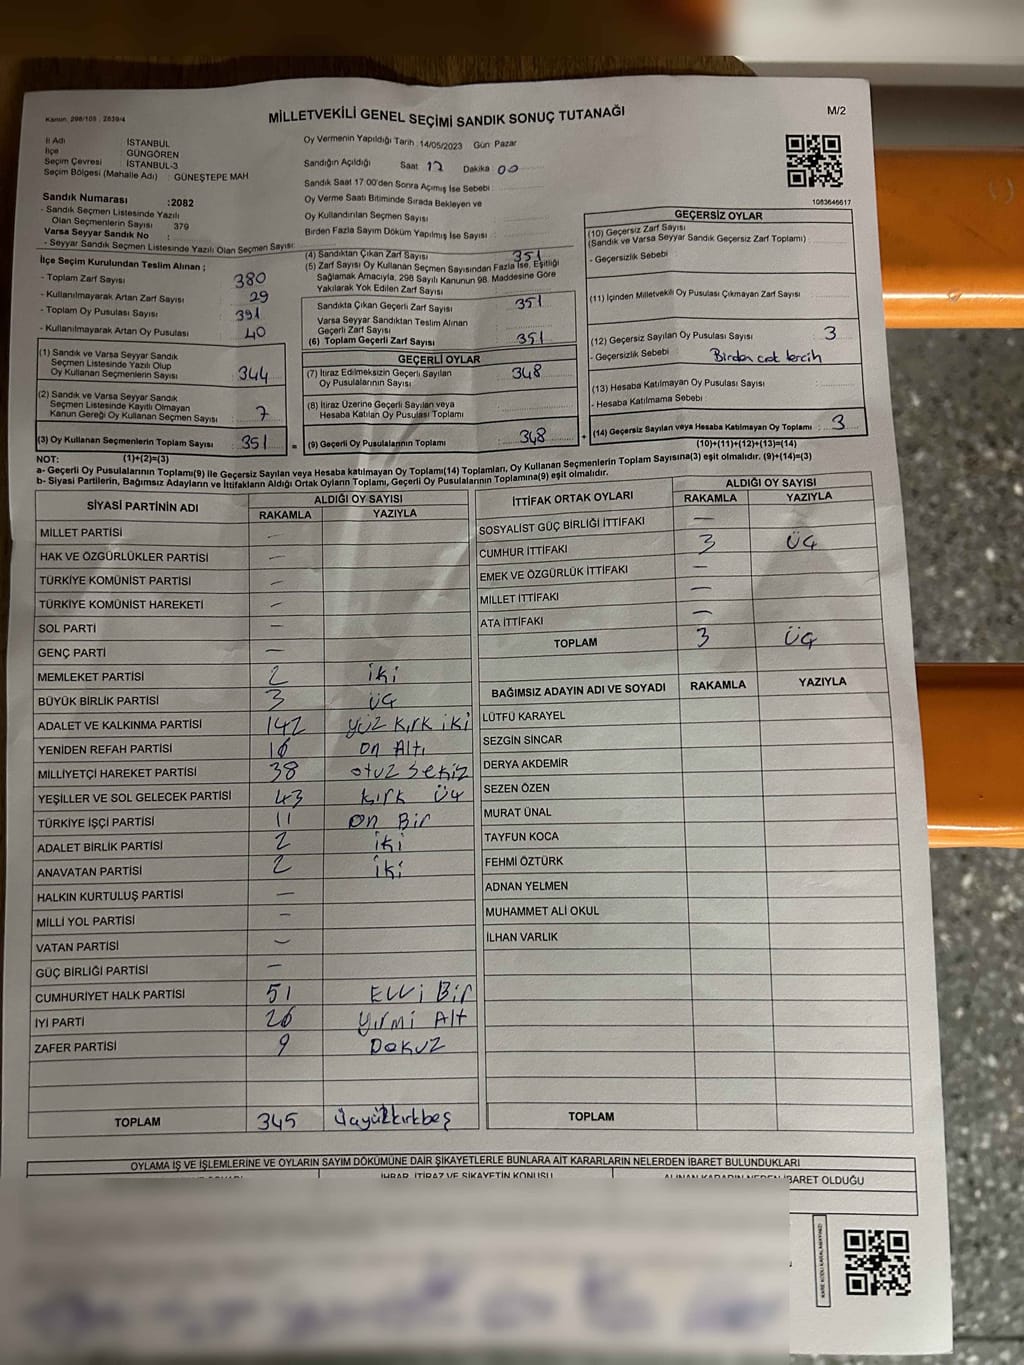 Kanun, 298/105 ; 2839/4
MİLLETVEKİLİ GENEL SEÇİMİ SANDIK SONUÇ TUTANAĞI
M/2
İl Adı : İSTANBUL
İlçe : GÜNGÖREN
Seçim Çevresi : İSTANBUL-3
Seçim Bölgesi (Mahalle Adı) : GÜNEŞTEPE MAH
Sandık Numarası :2082
- Sandık Seçmen Listesinde Yazılı
Olan Seçmenlerin Sayısı : 379
Varsa Seyyar Sandık No :
- Seyyar Sandık Seçmen Listesinde Yazılı Olan Seçmen Sayısı:
Oy Vermenin Yapıldığı Tarih : 14/05/2023 Gün: Pazar
Sandığın Açıldığı Saat 17 Dakika 00
Sandık Saat 17:00'den Sonra Açılmış İse Sebebi :
Oy Verme Saati Bitiminde Sırada Bekleyen ve
Oy Kullandırılan Seçmen Sayısı :
Birden Fazla Sayım Döküm Yapılmış İse Sayısı :
1083646617
İlçe Seçim Kurulundan Teslim Alınan ;
- Toplam Zarf Sayısı : 380
- Kullanılmayarak Artan Zarf Sayısı : 29
- Toplam Oy Pusulası Sayısı : 391
- Kullanılmayarak Artan Oy Pusulası : 40
(1) Sandık ve Varsa Seyyar Sandık
Seçmen Listesinde Yazılı Olup
Oy Kullanan Seçmenlerin Sayısı : 344
(2) Sandık ve Varsa Seyyar Sandık
Seçmen Listesinde Kayıtlı Olmayan
Kanun Gereği Oy Kullanan Seçmen Sayısı : 7
(3) Oy Kullanan Seçmenlerin Toplam Sayısı : 351
(1)+(2)=(3)
(4) Sandıktan Çıkan Zarf Sayısı : 351
(5) Zarf Sayısı Oy Kullanan Seçmen Sayısından Fazla İse, Eşitliği
Sağlamak Amacıyla, 298 Sayılı Kanunun 98. Maddesine Göre
Yakılarak Yok Edilen Zarf Sayısı :
Sandıkta Çıkan Geçerli Zarf Sayısı : 351
Varsa Seyyar Sandıktan Teslim Alınan
Geçerli Zarf Sayısı :
(6) Toplam Geçerli Zarf Sayısı : 351
GEÇERLİ OYLAR
(7) İtiraz Edilmeksizin Geçerli Sayılan
Oy Pusulalarının Sayısı : 348
(8) İtiraz Üzerine Geçerli Sayılan veya
Hesaba Katılan Oy Pusulası Toplamı :
= (9) Geçerli Oy Pusulalarının Toplamı : 348
GEÇERSİZ OYLAR
(10) Geçersiz Zarf Sayısı :
(Sandık ve Varsa Seyyar Sandık Geçersiz Zarf Toplamı)
- Geçersizlik Sebebi :
(11) İçinden Milletvekili Oy Pusulası Çıkmayan Zarf Sayısı :
(12) Geçersiz Sayılan Oy Pusulası Sayısı : 3
- Geçersizlik Sebebi : Birden çok tercih
(13) Hesaba Katılmayan Oy Pusulası Sayısı :
- Hesaba Katılmama Sebebi :
+ (14) Geçersiz Sayılan veya Hesaba Katılmayan Oy Toplamı : 3
(10)+(11)+(12)+(13)=(14)
NOT:
a- Geçerli Oy Pusulalarının Toplamı(9) ile Geçersiz Sayılan veya Hesaba katılmayan Oy Toplamı(14) Toplamları, Oy Kullanan Seçmenlerin Toplam Sayısına(3) eşit olmalıdır. (9)+(14)=(3)
b- Siyasi Partilerin, Bağımsız Adayların ve İttifakların Aldığı Ortak Oyların Toplamı, Geçerli Oy Pusulalarının Toplamına(9) eşit olmalıdır.
SİYASİ PARTİNİN ADI
ALDIĞI OY SAYISI
RAKAMLA YAZIYLA
MİLLET PARTİSİ —
HAK VE ÖZGÜRLÜKLER PARTİSİ —
TÜRKİYE KOMÜNİST PARTİSİ —
TÜRKİYE KOMÜNİST HAREKETİ —
SOL PARTİ —
GENÇ PARTİ —
MEMLEKET PARTİSİ 2 iki
BÜYÜK BİRLİK PARTİSİ 3 üç
ADALET VE KALKINMA PARTİSİ 142 yüz kırk iki
YENİDEN REFAH PARTİSİ 16 on Altı
MİLLİYETÇİ HAREKET PARTİSİ 38 otuz sekiz
YEŞİLLER VE SOL GELECEK PARTİSİ 43 kırk üç
TÜRKİYE İŞÇİ PARTİSİ 11 on Bir
ADALET BİRLİK PARTİSİ 2 iki
ANAVATAN PARTİSİ 2 iki
HALKIN KURTULUŞ PARTİSİ —
MİLLİ YOL PARTİSİ —
VATAN PARTİSİ —
GÜÇ BİRLİĞİ PARTİSİ —
CUMHURİYET HALK PARTİSİ 51 Elli Bir
İYİ PARTİ 26 Yirmi Alt
ZAFER PARTİSİ 9 Dokuz
TOPLAM 345 Üçyüzkırkbeş
İTTİFAK ORTAK OYLARI
ALDIĞI OY SAYISI
RAKAMLA YAZIYLA
SOSYALİST GÜÇ BİRLİĞİ İTTİFAKI —
CUMHUR İTTİFAKI 3 üç
EMEK VE ÖZGÜRLÜK İTTİFAKI —
MİLLET İTTİFAKI —
ATA İTTİFAKI —
TOPLAM 3 üç
BAĞIMSIZ ADAYIN ADI VE SOYADI RAKAMLA YAZIYLA
LÜTFÜ KARAYEL
SEZGİN SİNCAR
DERYA AKDEMİR
SEZEN ÖZEN
MURAT ÜNAL
TAYFUN KOCA
FEHMİ ÖZTÜRK
ADNAN YELMEN
MUHAMMET ALİ OKUL
İLHAN VARLIK
TOPLAM
OYLAMA İŞ VE İŞLEMLERİNE VE OYLARIN SAYIM DÖKÜMÜNE DAİR ŞİKAYETLERLE BUNLARA AİT KARARLARIN NELERDEN İBARET BULUNDUKLARI
İHBAR, İTİRAZ VE ŞİKAYETİN KONUSU
ALINAN KARARIN NEDEN İBARET OLDUĞU